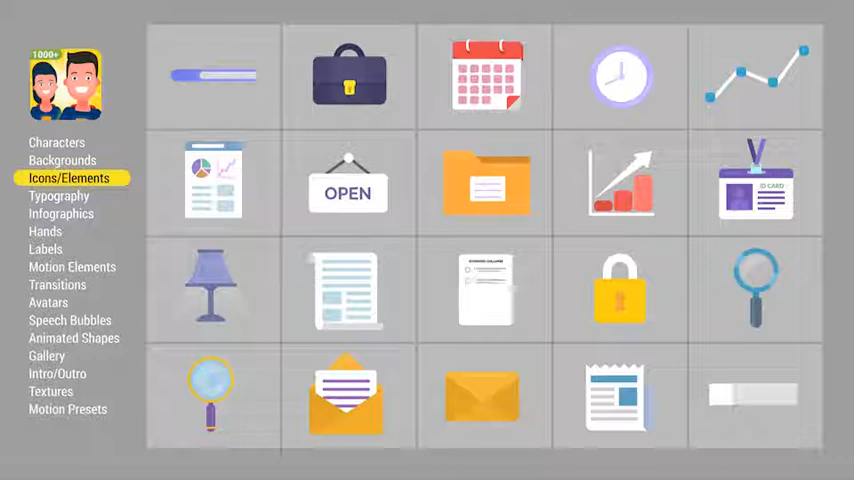 1000+
Characters
Backgrounds
Icons/Elements
Typography
Infographics
Hands
Labels
Motion Elements
Transitions
Avatars
Speech Bubbles
Animated Shapes
Gallery
Intro/Outro
Textures
Motion Presets
OPEN
ID CARD